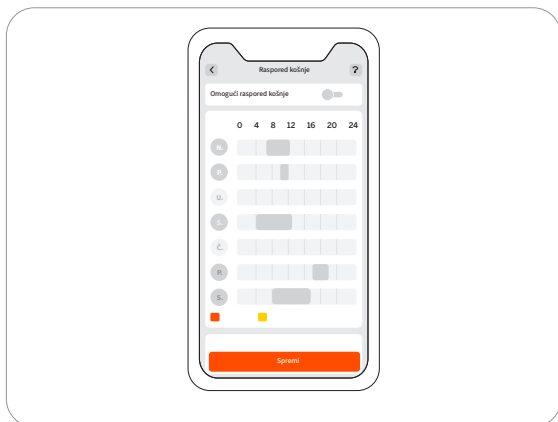 Raspored košnje ?
Omogući raspored košnje
0 4 8 12 16 20 24
N.
P.
U.
S.
Č.
P.
S.
Spremi